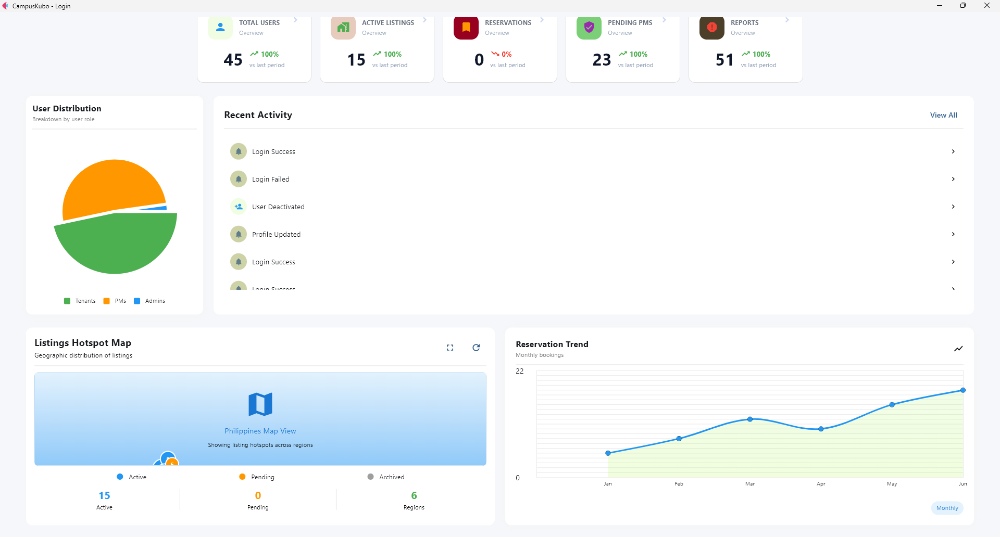 CampusKubo - Login
TOTAL USERS
Overview
45
100%
vs last period
ACTIVE LISTINGS
Overview
15
100%
vs last period
RESERVATIONS
Overview
0
0%
vs last period
PENDING PMS
Overview
23
100%
vs last period
REPORTS
Overview
51
100%
vs last period
User Distribution
Breakdown by user role
Tenants
PMs
Admins
Recent Activity
View All
Login Success
Login Failed
User Deactivated
Profile Updated
Login Success
Login Success
Listings Hotspot Map
Geographic distribution of listings
Philippines Map View
Showing listing hotspots across regions
Active
Pending
Archived
15
Active
0
Pending
6
Regions
Reservation Trend
Monthly bookings
22
0
Jan
Feb
Mar
Apr
May
Jun
Monthly